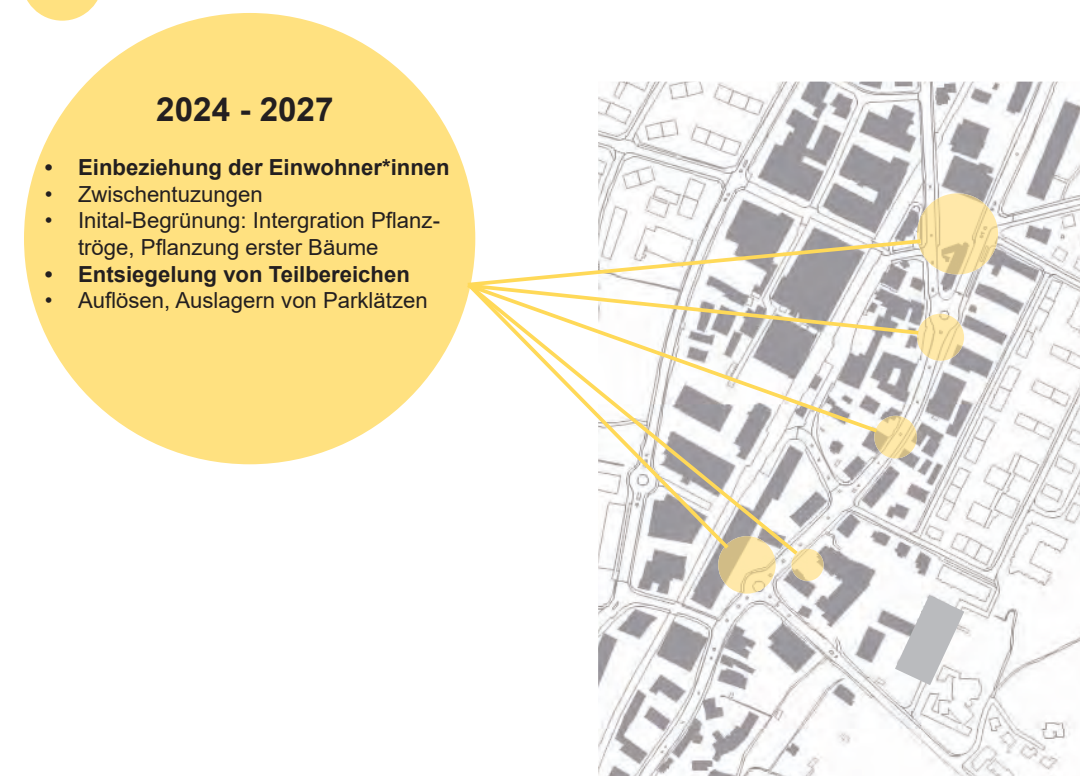 2024 - 2027
• Einbeziehung der Einwohner*innen
• Zwischentuzungen
• Inital-Begrünung: Intergration Pflanz-
tröge, Pflanzung erster Bäume
• Entsiegelung von Teilbereichen
• Auflösen, Auslagern von Parklätzen